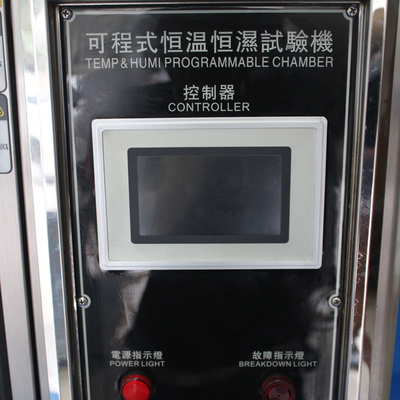 可程式恒温恒濕試驗機
TEMP & HUMI PROGRAMMABLE CHAMBER
控制器
CONTROLLER
電源指示燈
POWER LIGHT
故障指示燈
BREAKDOWN LIGHT